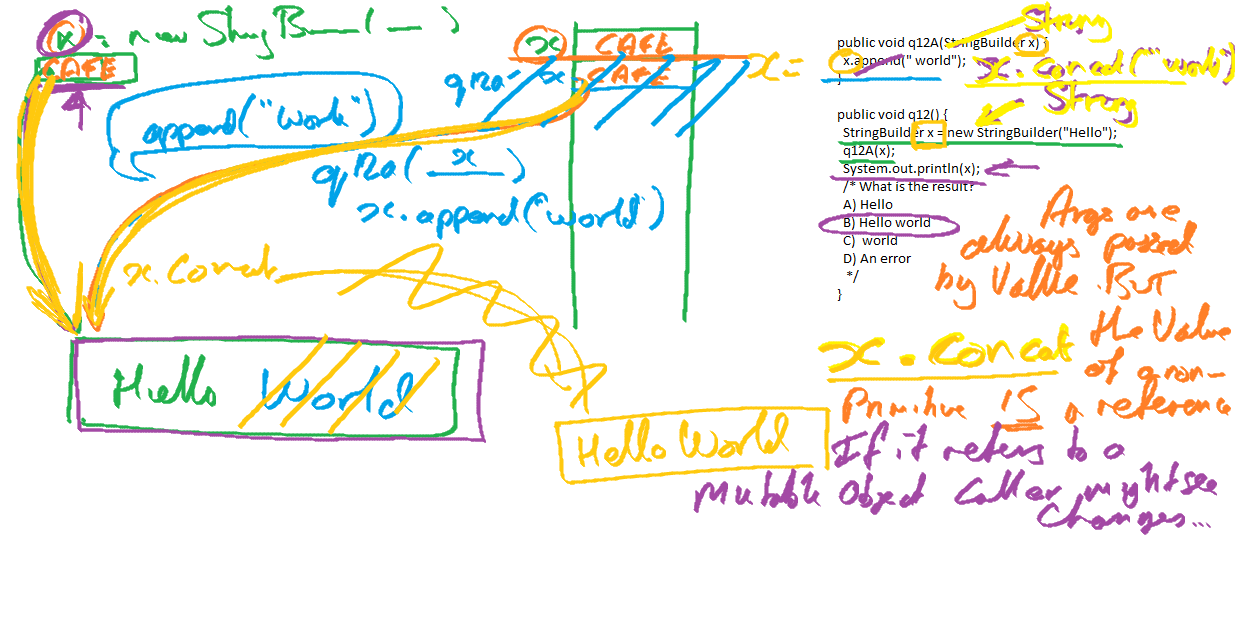 x = new StringBu ( )
CAFE
append("World")
x CAFE
q12a- x CAFE
x =
q12a( x )
x.append("world")
x.Concat
Hello World
Hello World
public void q12A(StringBuilder x) {
String
x.append(" world");
x.concat("world")
}
String
public void q12() {
StringBuilder x = new StringBuilder("Hello");
q12A(x);
System.out.println(x);
/* What is the result?
A) Hello
B) Hello world
C)  world
D) An error
*/
}
Args are
always passed
by Value. But
the Value
of a non-
Primitive IS a reference
x.Concat
If it refers to a
Mutable Object Caller might see
Changes...